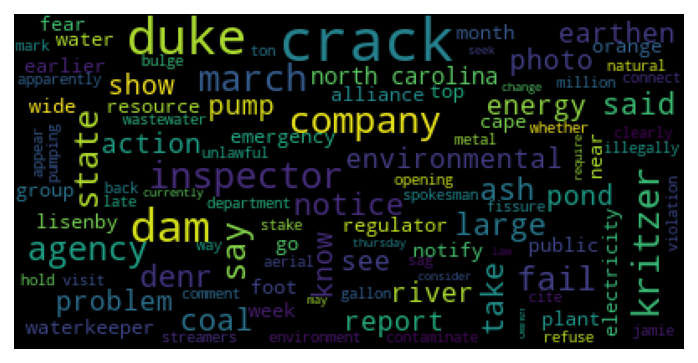 fear duke crack month earthen
mark water ton seek orange
earlier bulge march north carolina photo natural
apparently show alliance top change million connect
wide resource pump company energy said
wastewater emergency cape whether clearly
appear pumping state action unlawful metal near require illegally
environmental
group back inspector opening ash pond kritzer violation
late currently department notice spokesman fissure
lisenby way stake regulator large public electricity
agency say go know thursday sag notify
dam aerial see consider law
hold visit denr foot gallon river take fail cite
problem comment week may plant
waterkeeper coal report contaminate refuse jamie
streamers environment